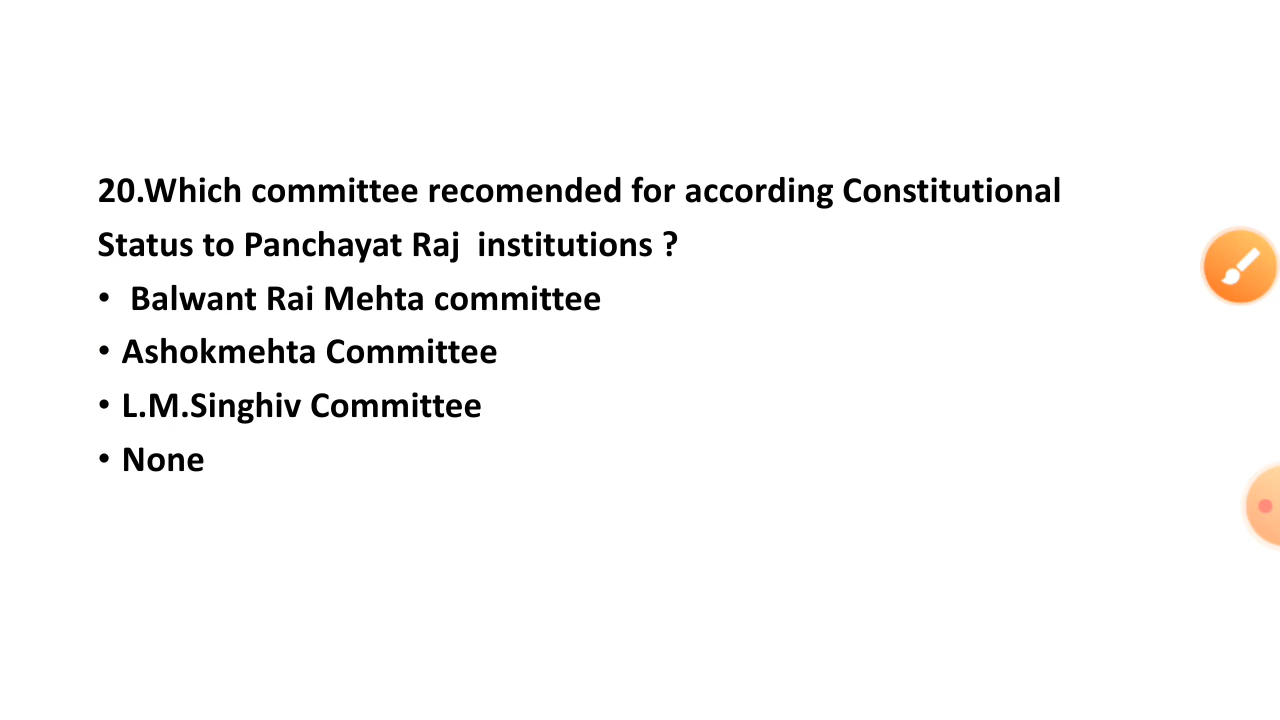 20.Which committee recomended for according Constitutional
Status to Panchayat Raj  institutions ?
•  Balwant Rai Mehta committee
• Ashokmehta Committee
• L.M.Singhiv Committee
• None